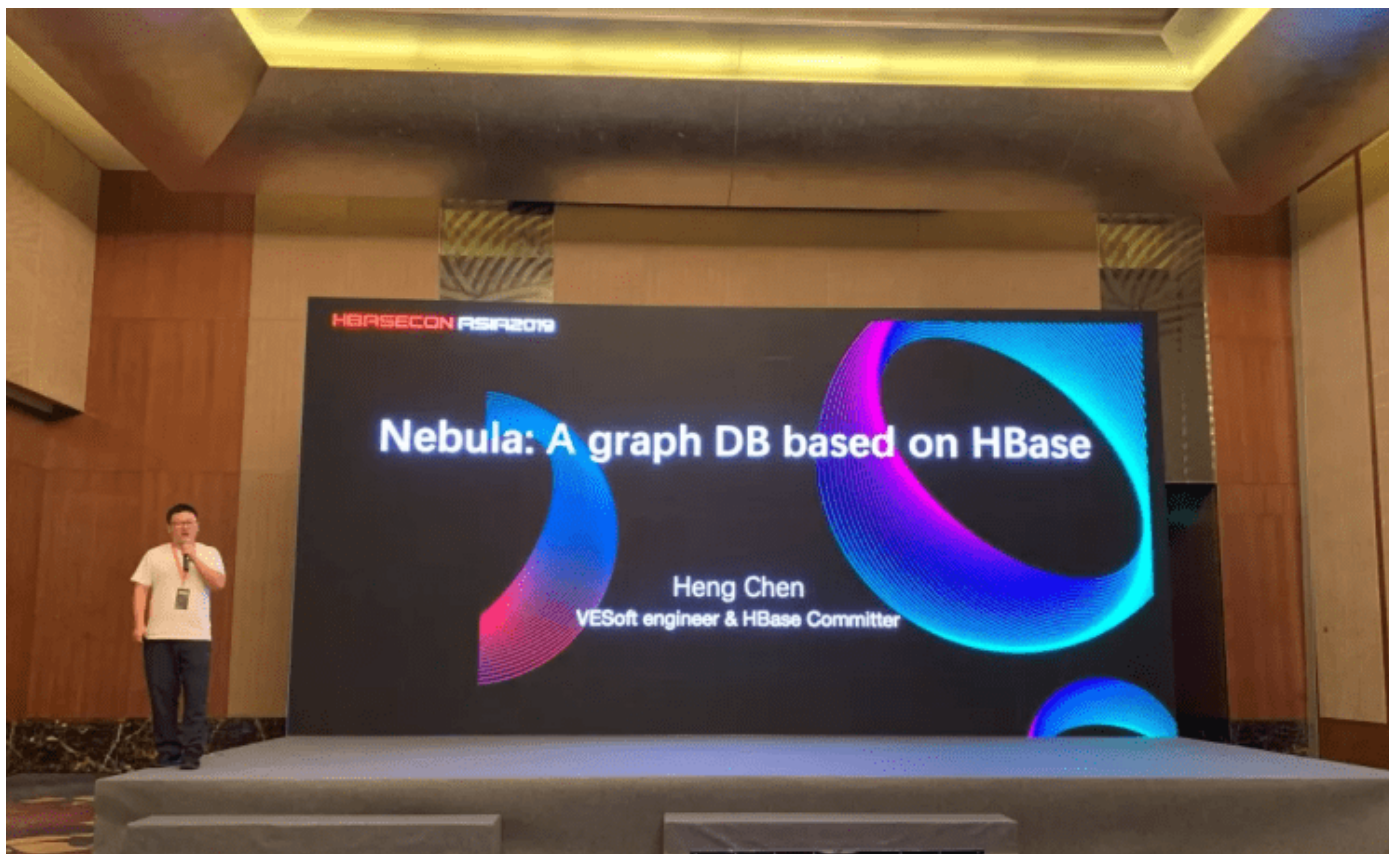 HBASECON ASIA2019
Nebula: A graph DB based on HBase
Heng Chen
VESoft engineer & HBase Committer